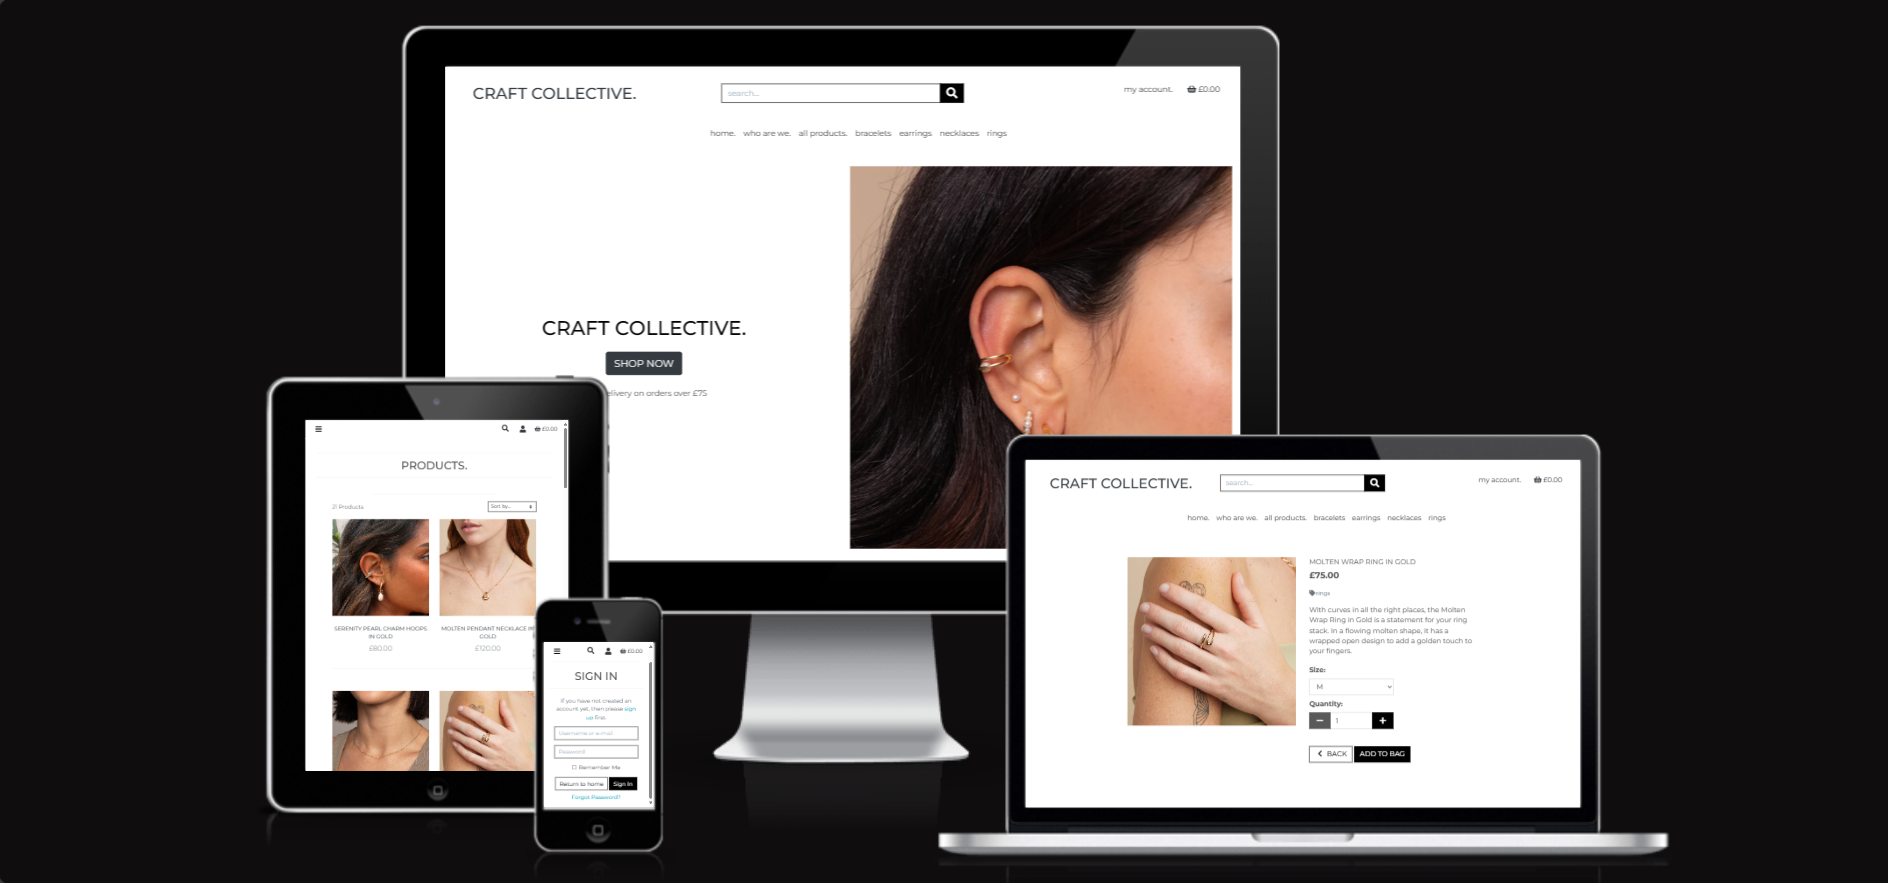 CRAFT COLLECTIVE.
search...
my account.
£0.00
home. who are we. all products. bracelets earrings necklaces rings
CRAFT COLLECTIVE.
SHOP NOW
elivery on orders over £75
£0.00
PRODUCTS.
21 Products
Sort by...
SERENITY PEARL CHARM HOOPS
IN GOLD
£80.00
MOLTEN PENDANT NECKLACE IN
GOLD
£120.00
£0.00
SIGN IN
If you have not created an
account yet, then please sign
up first.
Username or e-mail
Password
Remember Me
Return to home
Sign In
Forgot Password?
CRAFT COLLECTIVE.
search...
my account.
£0.00
home. who are we. all products. bracelets earrings necklaces rings
MOLTEN WRAP RING IN GOLD
£75.00
rings
With curves in all the right places, the Molten
Wrap Ring in Gold is a statement for your ring
stack. In a flowing molten shape, it has a
wrapped open design to add a golden touch to
your fingers.
Size:
M
Quantity:
1
BACK
ADD TO BAG